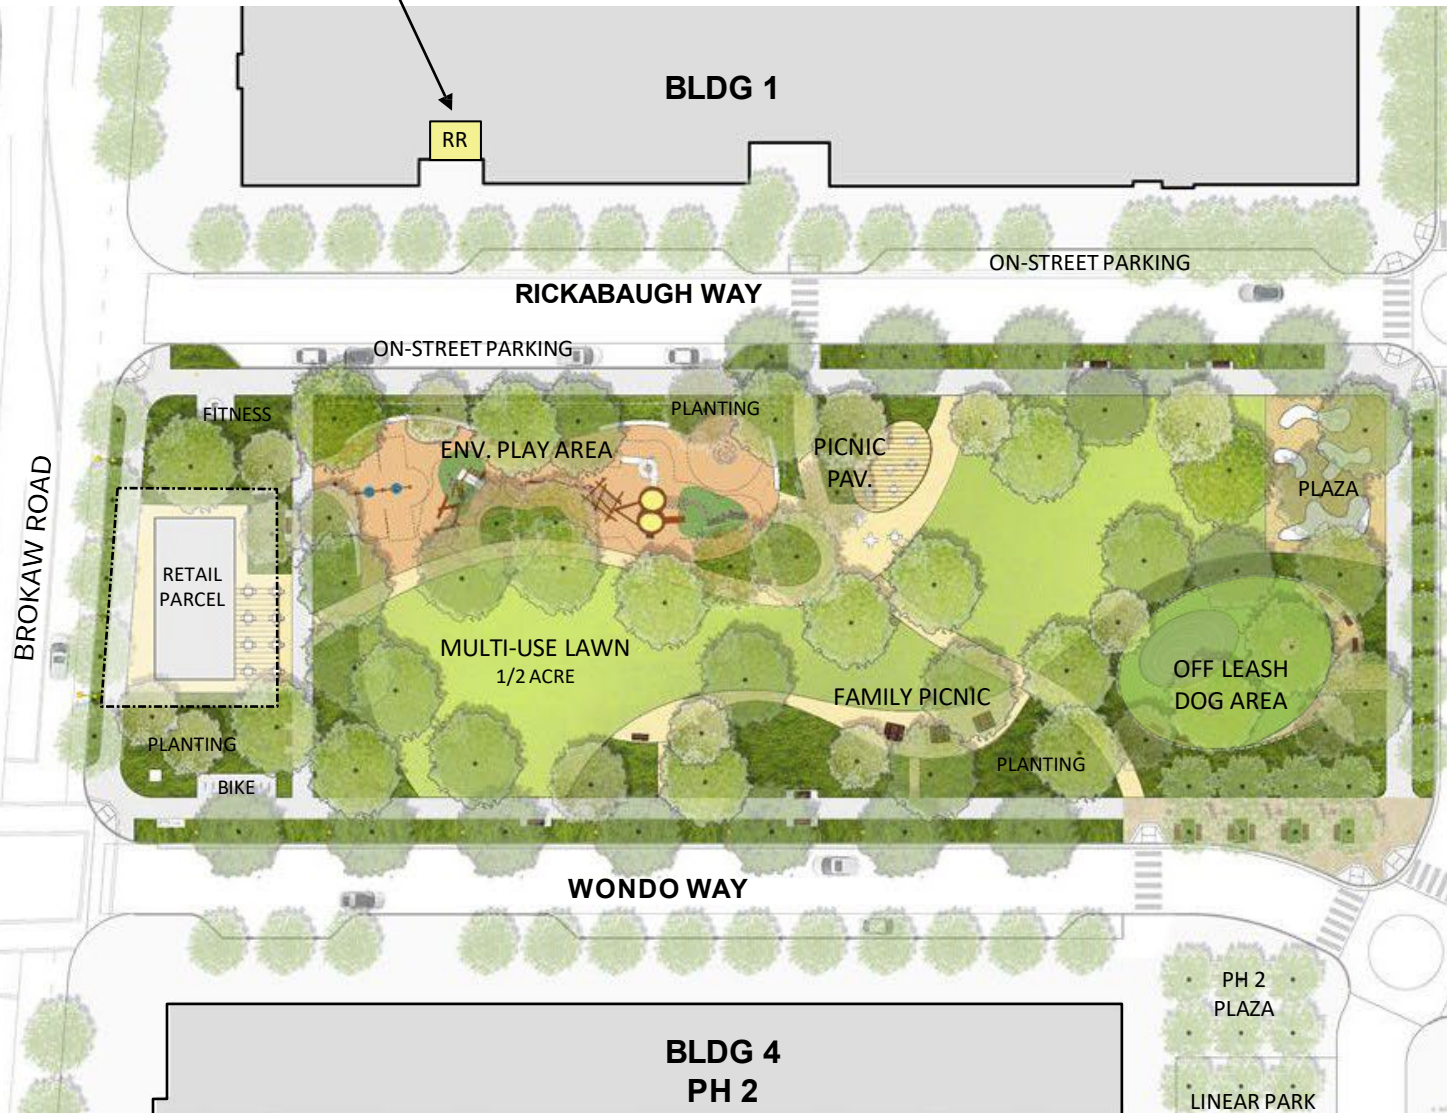 BLDG 1
RR
ON-STREET PARKING
RICKABAUGH WAY
ON-STREET PARKING
FITNESS
PLANTING
ENV. PLAY AREA
PICNIC
PAV.
PLAZA
BROKAW ROAD
RETAIL
PARCEL
MULTI-USE LAWN
1/2 ACRE
FAMILY PICNIC
OFF LEASH
DOG AREA
PLANTING
PLANTING
BIKE
WONDO WAY
PH 2
PLAZA
BLDG 4
PH 2
LINEAR PARK